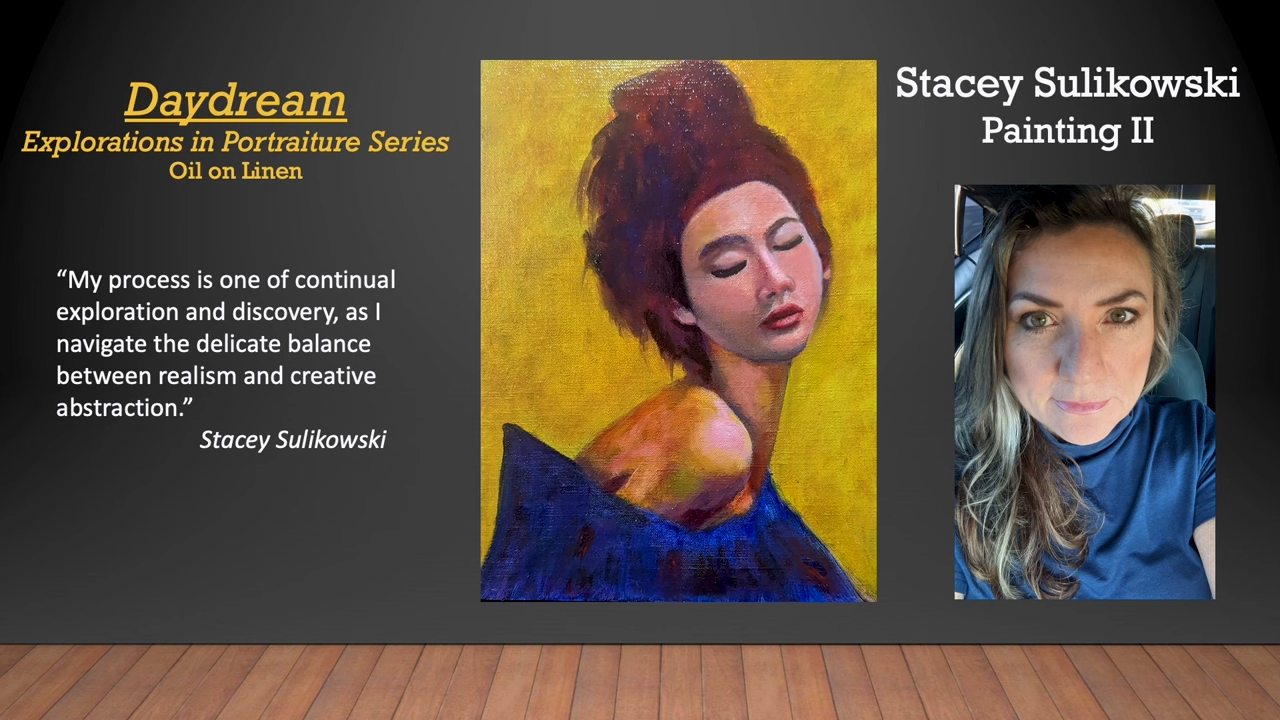 Daydream
Explorations in Portraiture Series
Oil on Linen
“My process is one of continual
exploration and discovery, as I
navigate the delicate balance
between realism and creative
abstraction.”
Stacey Sulikowski
Stacey Sulikowski
Painting II